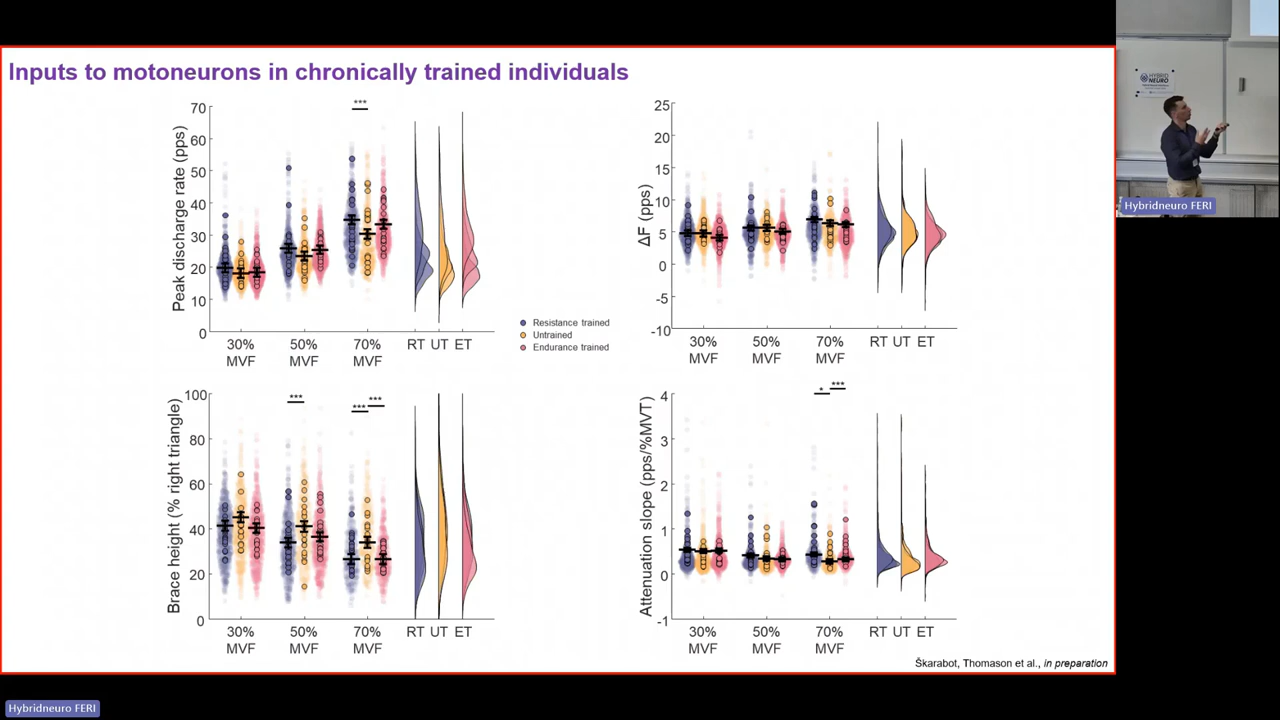 Inputs to motoneurons in chronically trained individuals
Peak discharge rate (pps)
70
60
50
40
30
20
10
0
***
30% MVF
50% MVF
70% MVF
RT UT ET
Resistance trained
Untrained
Endurance trained
ΔF (pps)
25
20
15
10
5
0
-5
-10
30% MVF
50% MVF
70% MVF
RT UT ET
Brace height (% right triangle)
100
80
60
40
20
0
***
***
***
30% MVF
50% MVF
70% MVF
RT UT ET
Attenuation slope (pps/%MVT)
4
3
2
1
0
-1
*
***
30% MVF
50% MVF
70% MVF
RT UT ET
Škarabot, Thomason et al., in preparation
HYBRID
NEURO
Hybridneuro FERI
Hybridneuro FERI